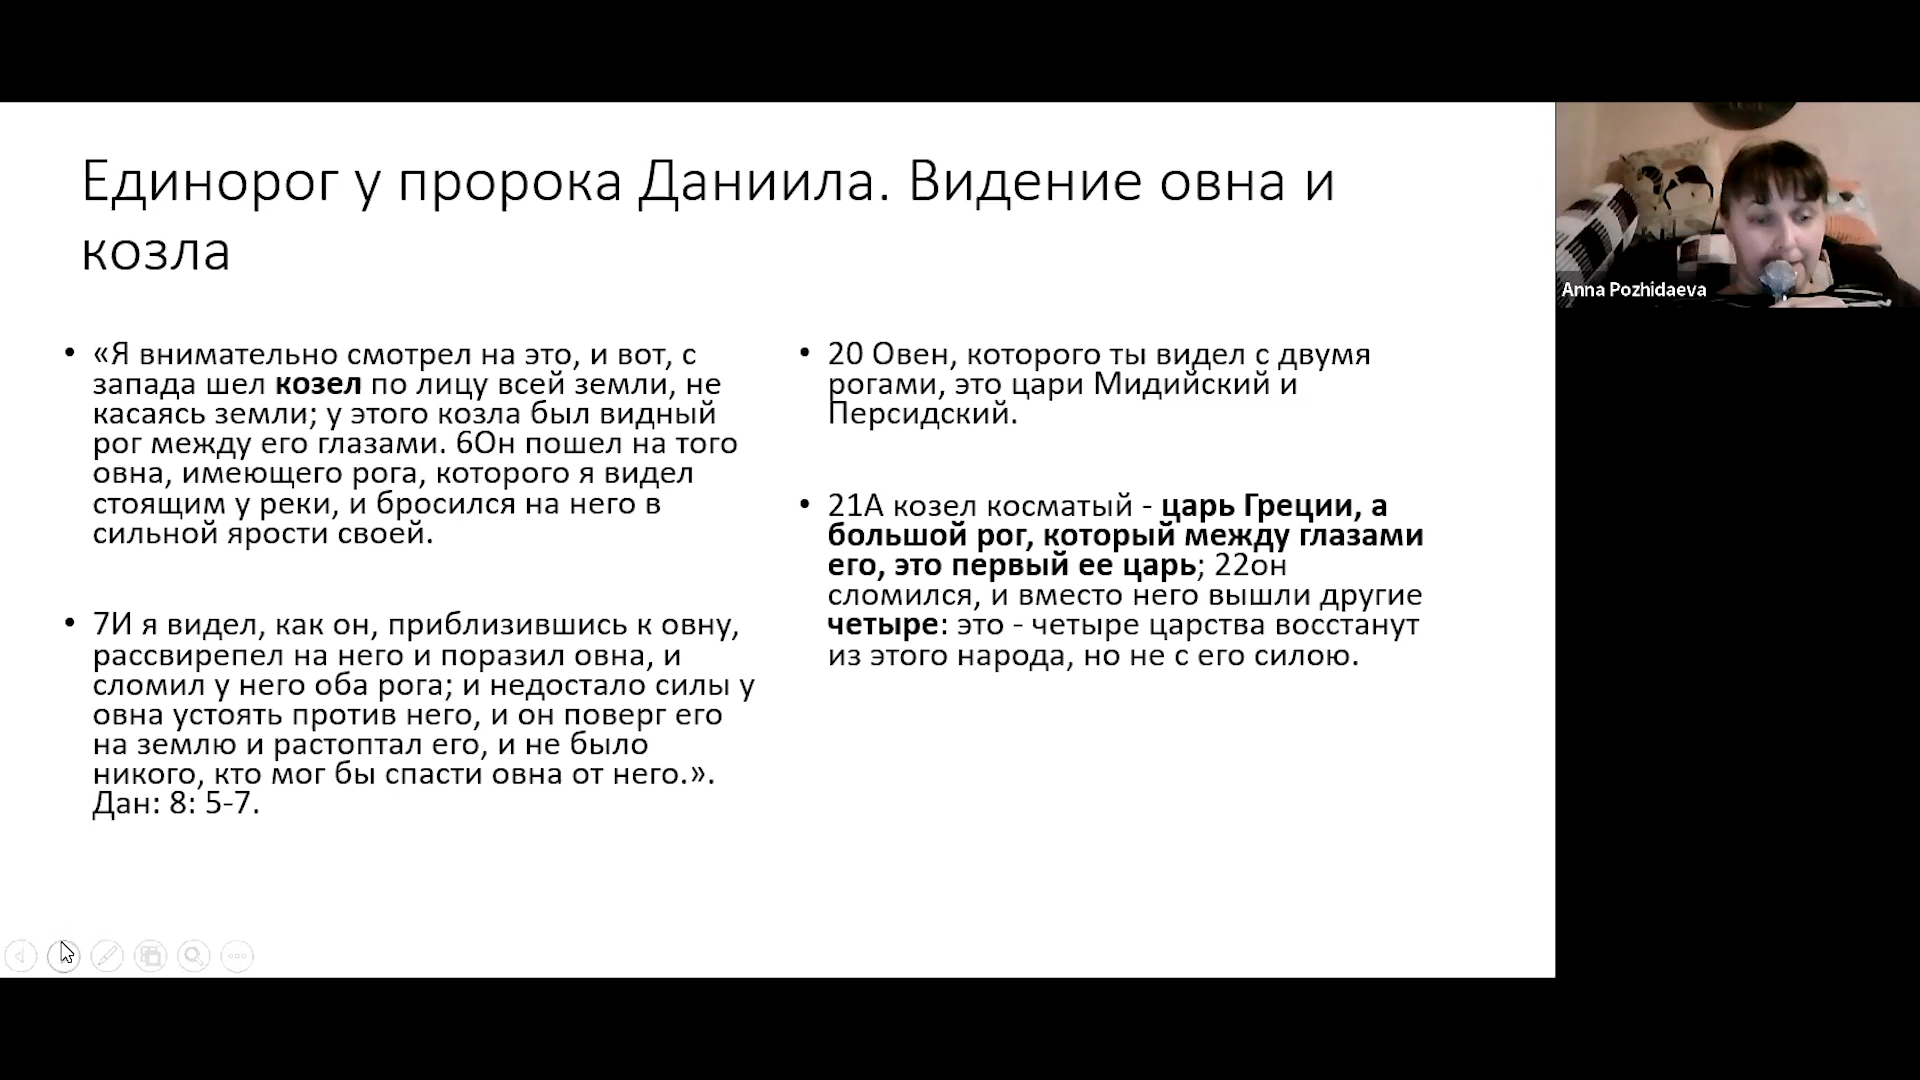 Единорог у пророка Даниила. Видение овна и
козла
• «Я внимательно смотрел на это, и вот, с
запада шел козел по лицу всей земли, не
касаясь земли; у этого козла был видный
рог между его глазами. 6Он пошел на того
овна, имеющего рога, которого я видел
стоящим у реки, и бросился на него в
сильной ярости своей.
• 7И я видел, как он, приблизившись к овну,
рассвирепел на него и поразил овна, и
сломил у него оба рога; и недостало силы у
овна устоять против него, и он поверг его
на землю и растоптал его, и не было
никого, кто мог бы спасти овна от него.».
Дан: 8: 5-7.
• 20 Овен, которого ты видел с двумя
рогами, это цари Мидийский и
Персидский.
• 21А козел косматый - царь Греции, а
большой рог, который между глазами
его, это первый ее царь; 22он
сломился, и вместо него вышли другие
четыре: это - четыре царства восстанут
из этого народа, но не с его силою.
Anna Pozhidaeva